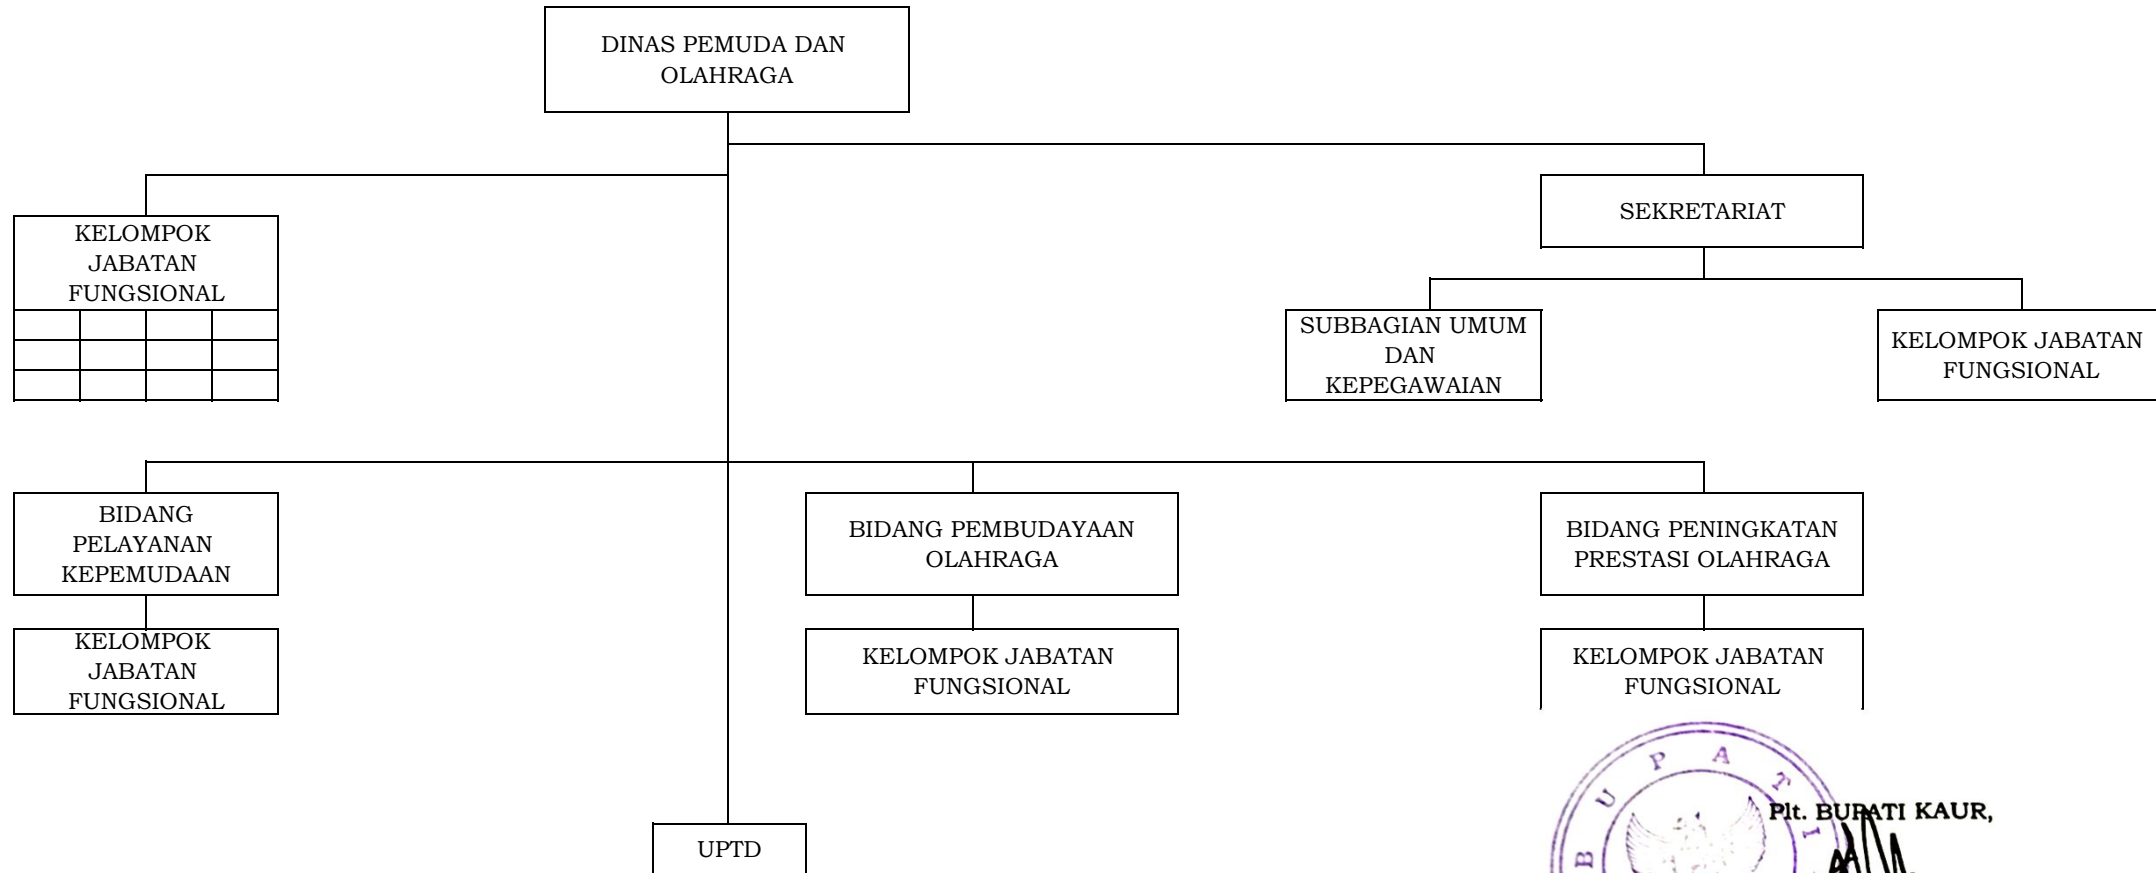 DINAS PEMUDA DAN
OLAHRAGA
SEKRETARIAT
KELOMPOK
JABATAN
FUNGSIONAL
SUBBAGIAN UMUM
DAN
KEPEGAWAIAN
KELOMPOK JABATAN
FUNGSIONAL
BIDANG
PELAYANAN
KEPEMUDAAN
BIDANG PEMBUDAYAAN
OLAHRAGA
BIDANG PENINGKATAN
PRESTASI OLAHRAGA
KELOMPOK
JABATAN
FUNGSIONAL
KELOMPOK JABATAN
FUNGSIONAL
KELOMPOK JABATAN
FUNGSIONAL
UPTD
BUPATI
Plt. BUPATI KAUR,